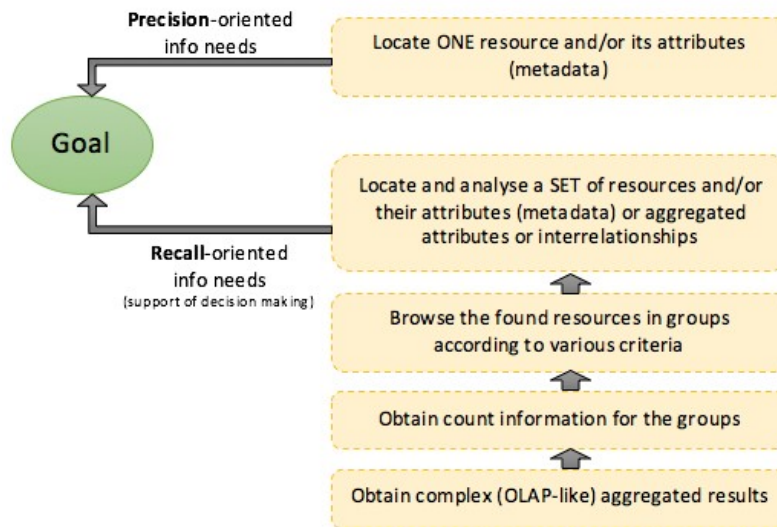 Precision-oriented
info needs
Locate ONE resource and/or its attributes
(metadata)
Goal
Locate and analyse a SET of resources and/or
their attributes (metadata) or aggregated
attributes or interrelationships
Recall-oriented
info needs
(support of decision making)
Browse the found resources in groups
according to various criteria
Obtain count information for the groups
Obtain complex (OLAP-like) aggregated results